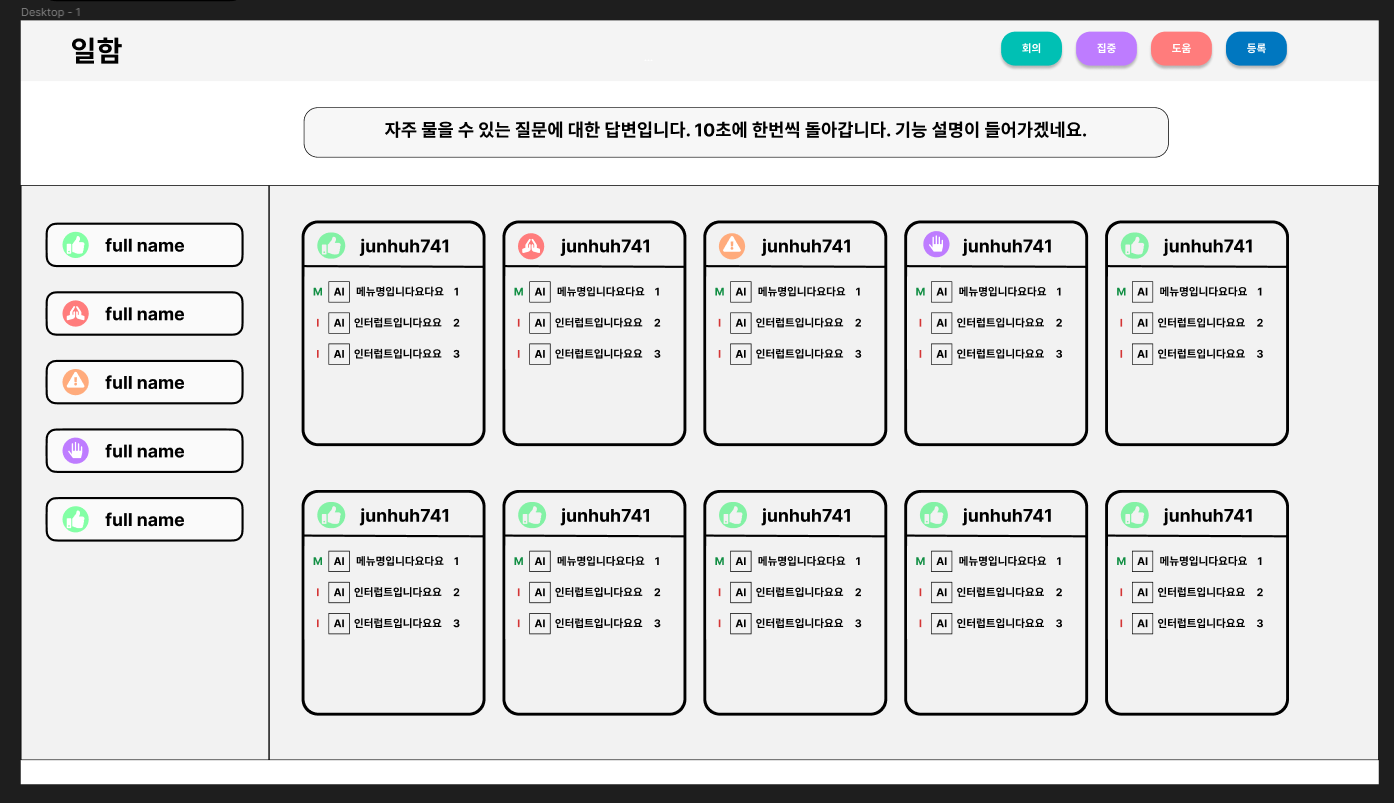 Desktop - 1
일함
회의 집중 도움 등록
자주 물을 수 있는 질문에 대한 답변입니다. 10초에 한번씩 돌아갑니다. 기능 설명이 들어가겠네요.
full name
full name
full name
full name
full name
junhuh741
M AI 메뉴명입니다요다요 1
I AI 인터럽트입니다요요 2
I AI 인터럽트입니다요요 3
junhuh741
M AI 메뉴명입니다요다요 1
I AI 인터럽트입니다요요 2
I AI 인터럽트입니다요요 3
junhuh741
M AI 메뉴명입니다요다요 1
I AI 인터럽트입니다요요 2
I AI 인터럽트입니다요요 3
junhuh741
M AI 메뉴명입니다요다요 1
I AI 인터럽트입니다요요 2
I AI 인터럽트입니다요요 3
junhuh741
M AI 메뉴명입니다요다요 1
I AI 인터럽트입니다요요 2
I AI 인터럽트입니다요요 3
junhuh741
M AI 메뉴명입니다요다요 1
I AI 인터럽트입니다요요 2
I AI 인터럽트입니다요요 3
junhuh741
M AI 메뉴명입니다요다요 1
I AI 인터럽트입니다요요 2
I AI 인터럽트입니다요요 3
junhuh741
M AI 메뉴명입니다요다요 1
I AI 인터럽트입니다요요 2
I AI 인터럽트입니다요요 3
junhuh741
M AI 메뉴명입니다요다요 1
I AI 인터럽트입니다요요 2
I AI 인터럽트입니다요요 3
junhuh741
M AI 메뉴명입니다요다요 1
I AI 인터럽트입니다요요 2
I AI 인터럽트입니다요요 3